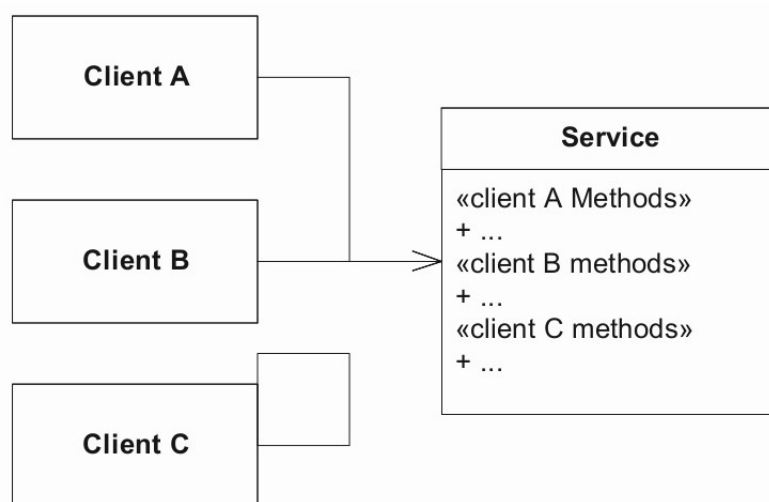 Client A
Service
«client A Methods»
+ ...
Client B
«client B methods»
+ ...
«client C methods»
+ ...
Client C